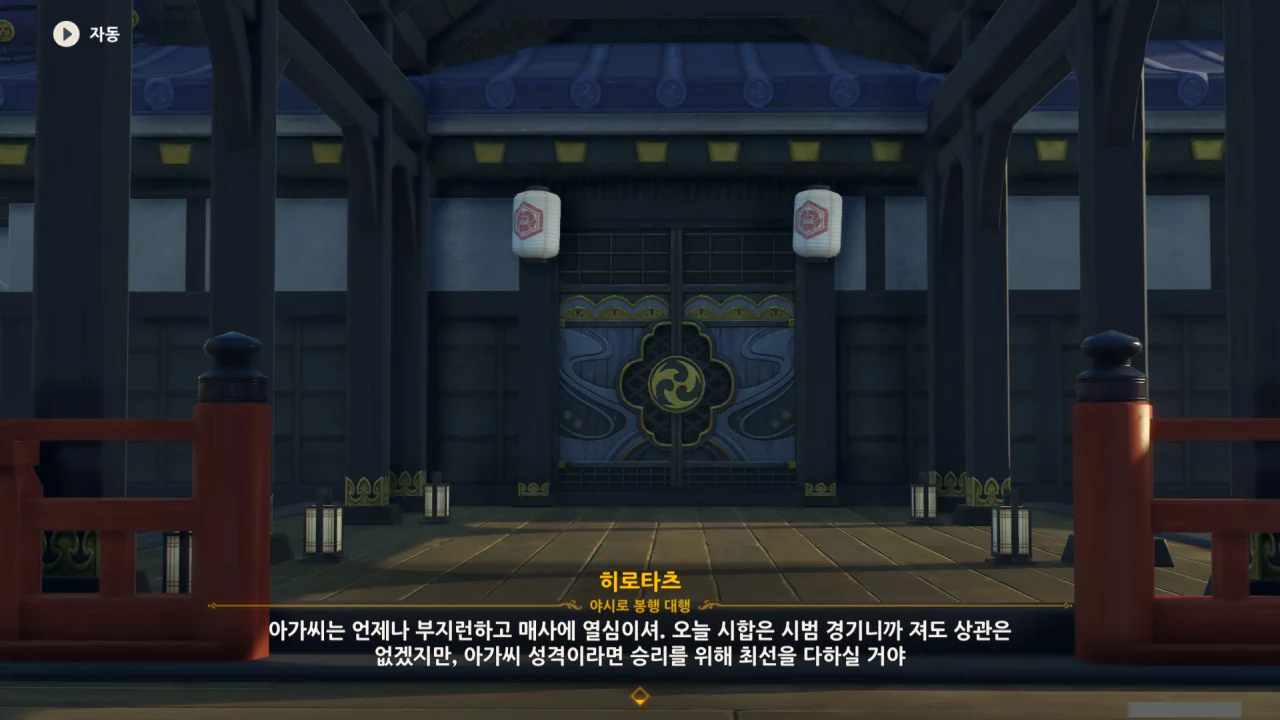 자동
히로타츠
야시로 봉행 대행
아가씨는 언제나 부지런하고 매사에 열심이셔. 오늘 시합은 시범 경기니까 져도 상관은
없겠지만, 아가씨 성격이라면 승리를 위해 최선을 다하실 거야